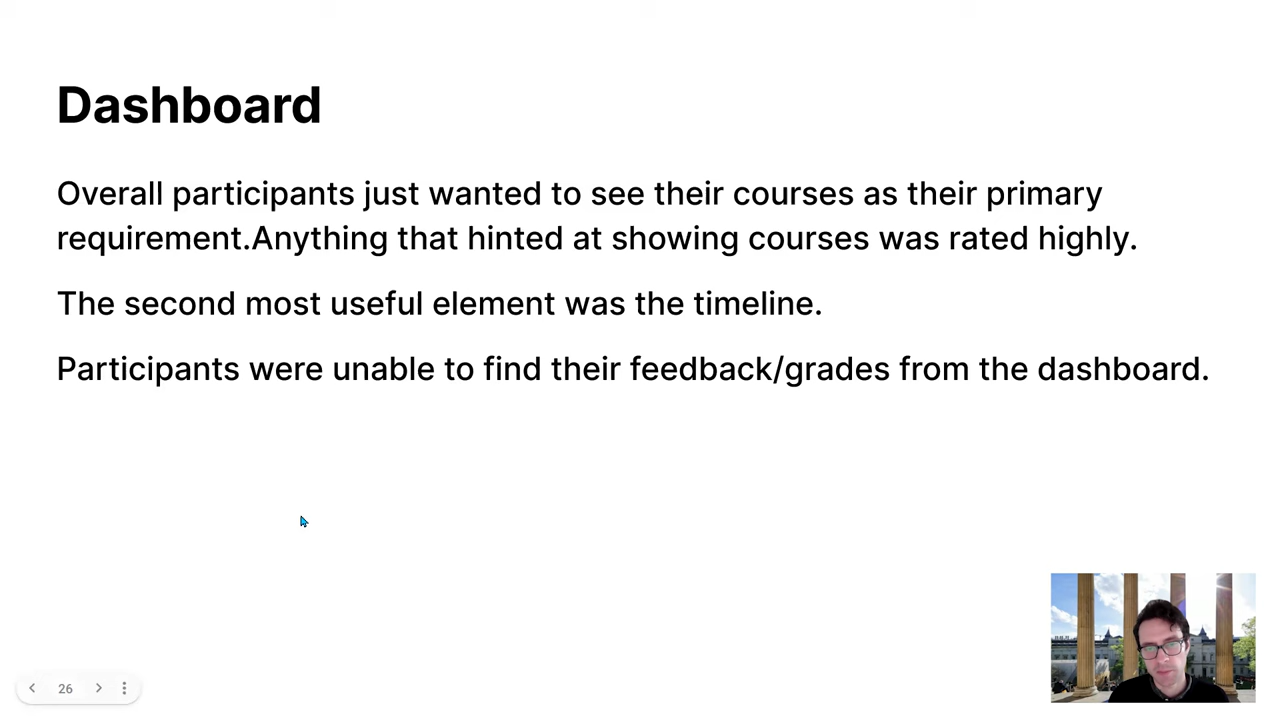 Dashboard
Overall participants just wanted to see their courses as their primary
requirement.Anything that hinted at showing courses was rated highly.
The second most useful element was the timeline.
Participants were unable to find their feedback/grades from the dashboard.
26